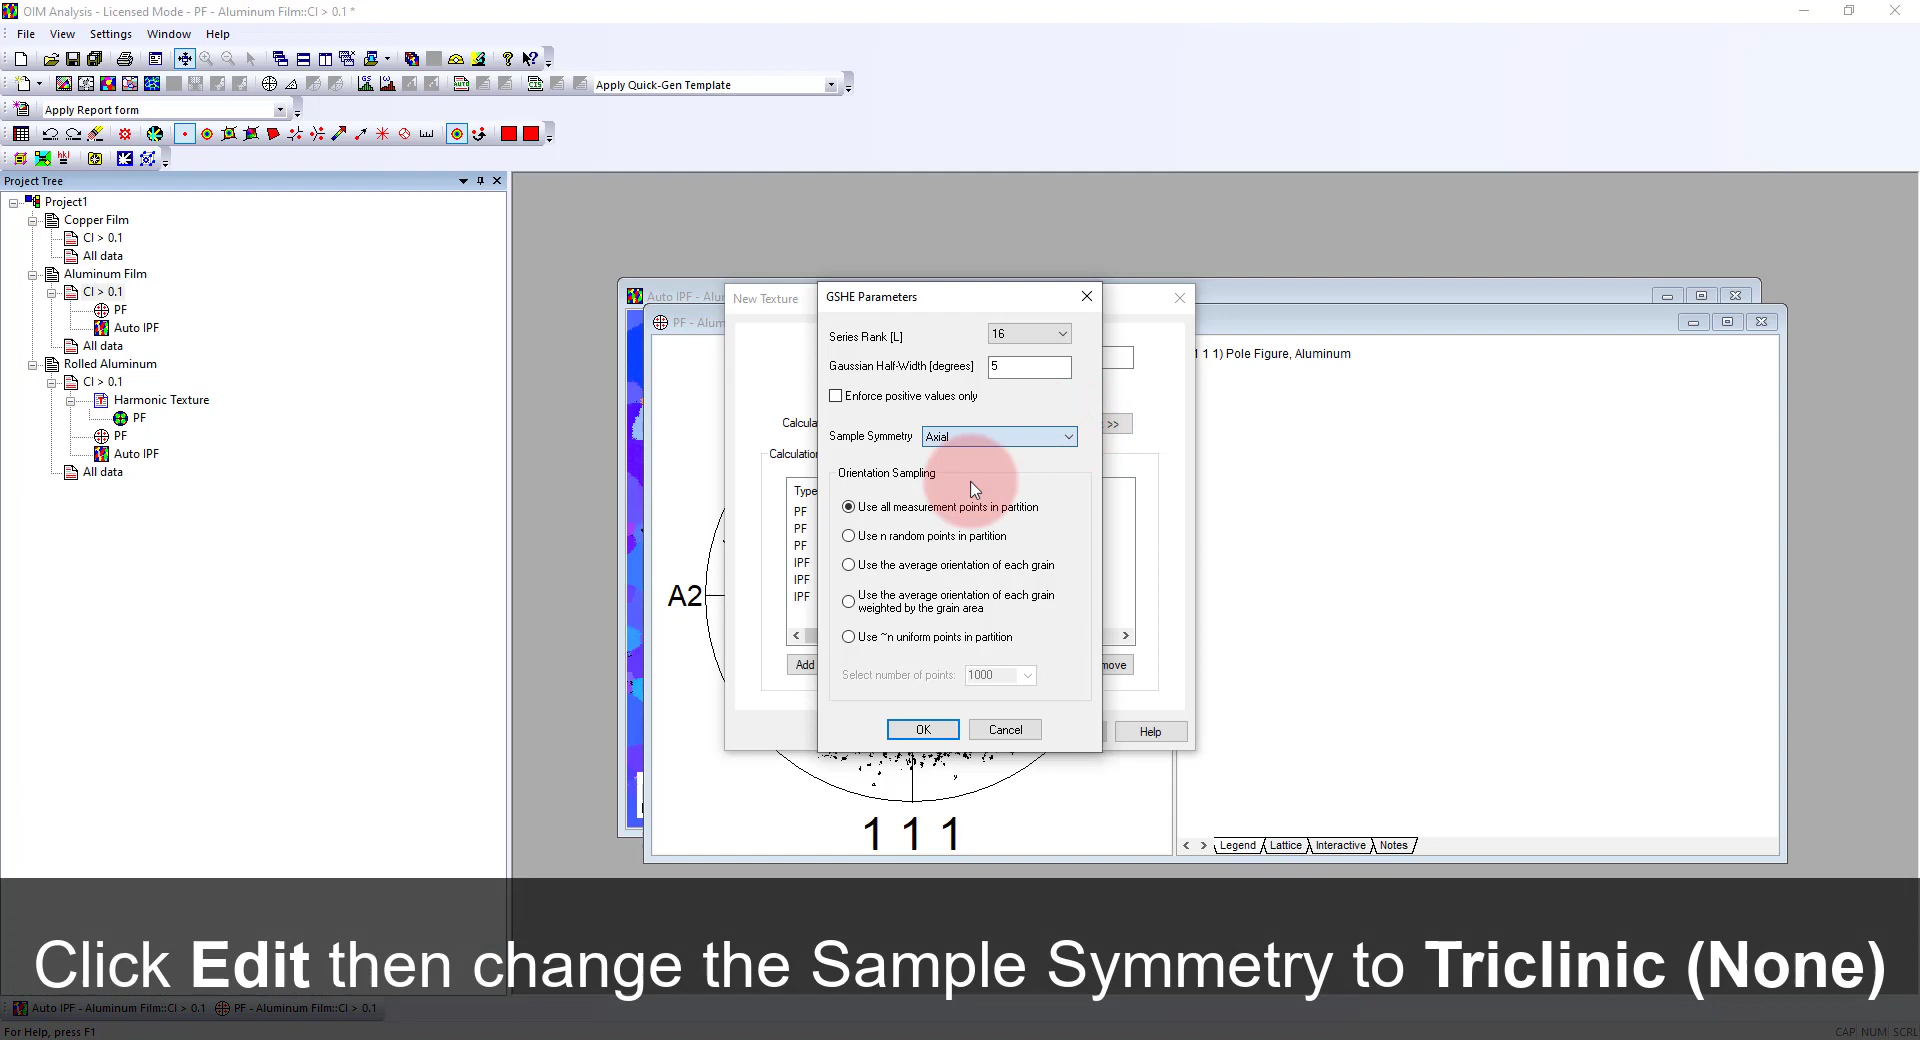 OIM Analysis - Licensed Mode - PF - Aluminum Film::CI > 0.1 *
File View Settings Window Help
Apply Quick-Gen Template
Apply Report form
Project Tree
Project1
Copper Film
CI > 0.1
All data
Aluminum Film
CI > 0.1
PF
Auto IPF
All data
Rolled Aluminum
CI > 0.1
Harmonic Texture
PF
PF
Auto IPF
All data
Auto IPF - Alu
PF - Alum
New Texture
GSHE Parameters
Series Rank [L] 16
Gaussian Half-Width [degrees] 5
Enforce positive values only
Sample Symmetry Axial
Orientation Sampling
Use all measurement points in partition
Use n random points in partition
Use the average orientation of each grain
Use the average orientation of each grain
weighted by the grain area
Use ~n uniform points in partition
Select number of points: 1000
OK Cancel
Calcula
>>
Calculation
Type
PF
PF
PF
IPF
IPF
IPF
Add
move
Help
1 1) Pole Figure, Aluminum
A2
1 1 1
Legend Lattice Interactive Notes
Click Edit then change the Sample Symmetry to Triclinic (None)
Auto IPF - Aluminum Film::CI > 0.1 PF - Aluminum Film::CI > 0.1
For Help, press F1
CAP NUM SCRL